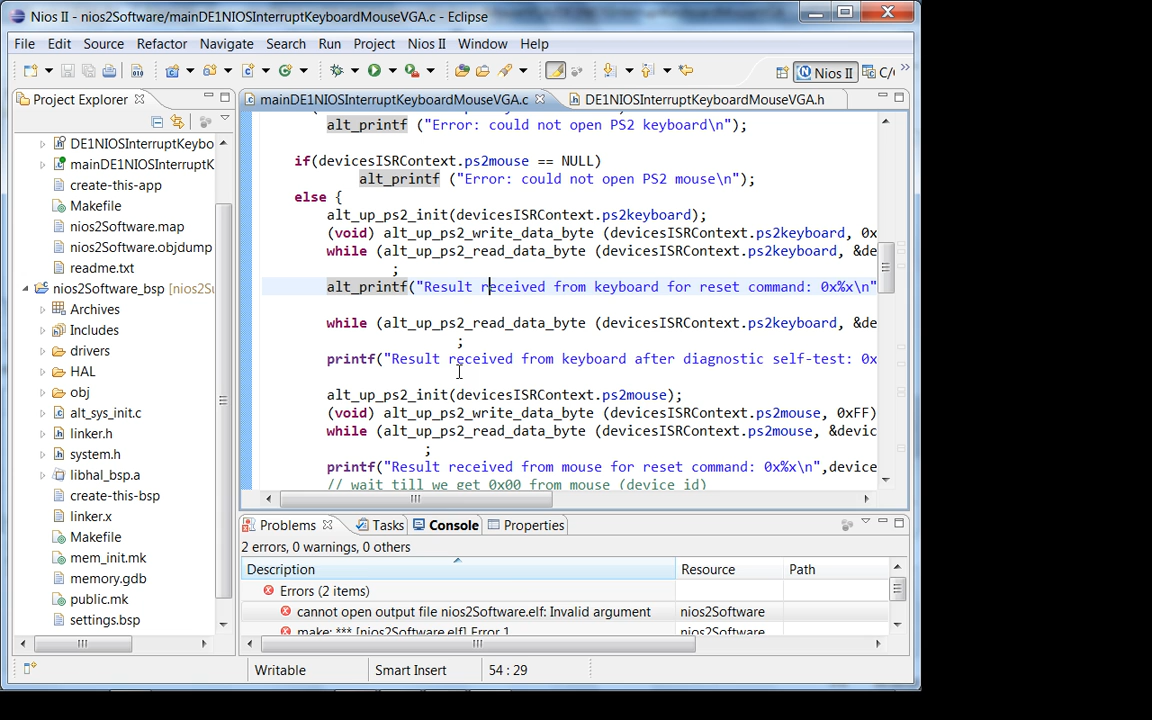 Nios II - nios2Software/mainDE1NIOSInterruptKeyboardMouseVGA.c - Eclipse
File Edit Source Refactor Navigate Search Run Project Nios II Window Help
Nios II C/ »
Project Explorer
mainDE1NIOSInterruptKeyboardMouseVGA.c
DE1NIOSInterruptKeyboardMouseVGA.h
DE1NIOSInterruptKeybo
mainDE1NIOSInterruptK
create-this-app
Makefile
nios2Software.map
nios2Software.objdump
readme.txt
nios2Software_bsp [nios2Su
Archives
Includes
drivers
HAL
obj
alt_sys_init.c
linker.h
system.h
libhal_bsp.a
create-this-bsp
linker.x
Makefile
mem_init.mk
memory.gdb
public.mk
settings.bsp
alt_printf ("Error: could not open PS2 keyboard\n");
if(devicesISRContext.ps2mouse == NULL)
alt_printf ("Error: could not open PS2 mouse\n");
else {
alt_up_ps2_init(devicesISRContext.ps2keyboard);
(void) alt_up_ps2_write_data_byte (devicesISRContext.ps2keyboard, 0x
while (alt_up_ps2_read_data_byte (devicesISRContext.ps2keyboard, &de
;
alt_printf("Result received from keyboard for reset command: 0x%x\n"
while (alt_up_ps2_read_data_byte (devicesISRContext.ps2keyboard, &de
;
printf("Result received from keyboard after diagnostic self-test: 0x
alt_up_ps2_init(devicesISRContext.ps2mouse);
(void) alt_up_ps2_write_data_byte (devicesISRContext.ps2mouse, 0xFF)
while (alt_up_ps2_read_data_byte (devicesISRContext.ps2mouse, &devic
;
printf("Result received from mouse for reset command: 0x%x\n",device
// wait till we get 0x00 from mouse (device id)
Problems Tasks Console Properties
2 errors, 0 warnings, 0 others
Description Resource Path
Errors (2 items)
cannot open output file nios2Software.elf: Invalid argument nios2Software
make: *** [nios2Software.elf] Error 1 nios2Software
Writable Smart Insert 54 : 29